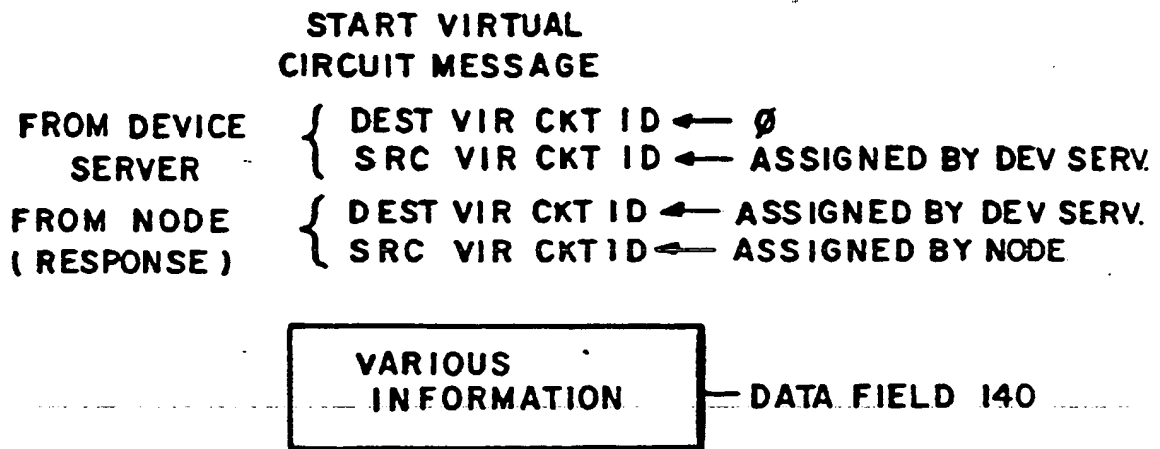 START VIRTUAL
CIRCUIT MESSAGE
FROM DEVICE
SERVER
DEST VIR CKT ID ← Ø
SRC VIR CKT ID ← ASSIGNED BY DEV SERV.
FROM NODE
(RESPONSE)
DEST VIR CKT ID ← ASSIGNED BY DEV SERV.
SRC VIR CKT ID ← ASSIGNED BY NODE
VARIOUS
INFORMATION
DATA FIELD 140